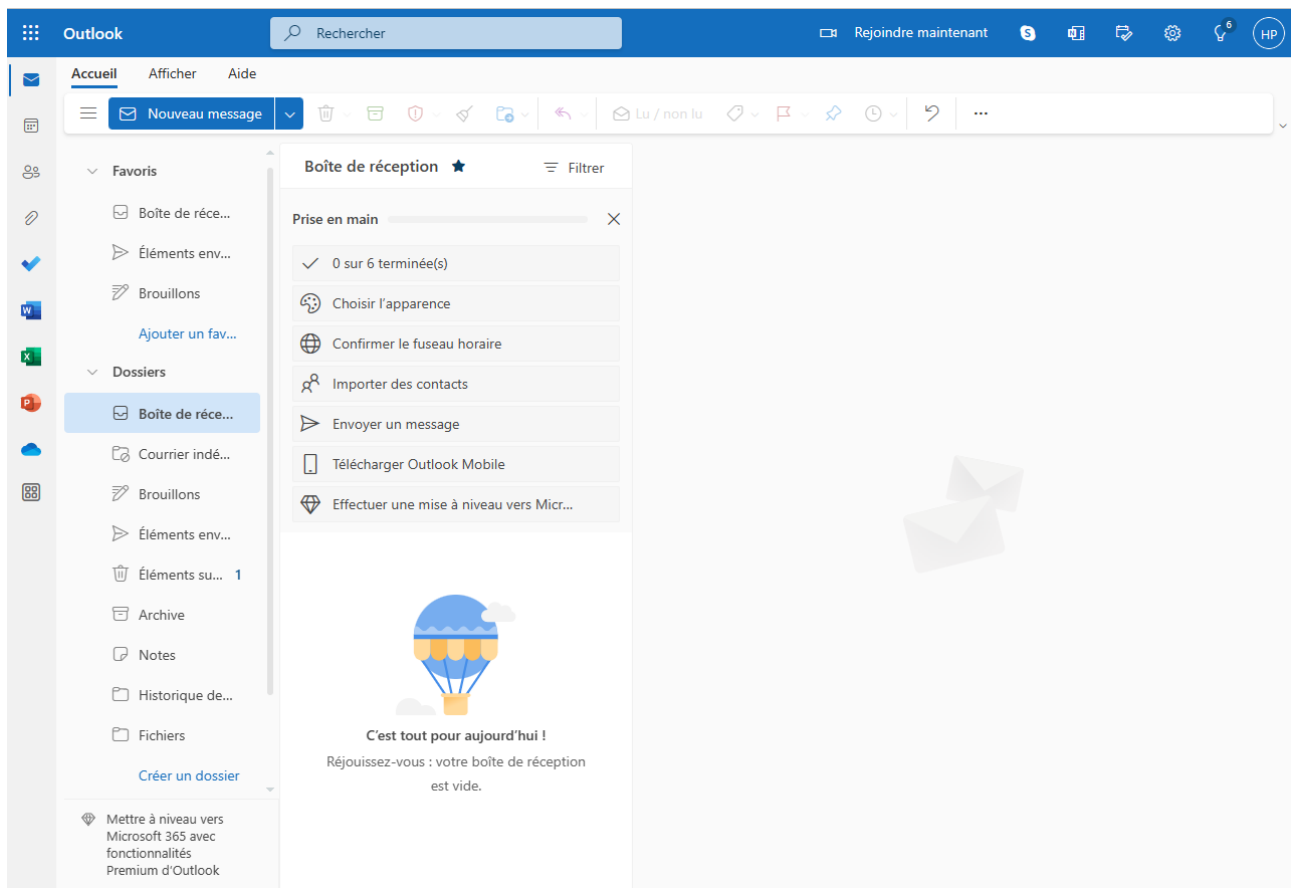 Outlook
Rechercher
Rejoindre maintenant
6
HP
Accueil Afficher Aide
Nouveau message
Lu / non lu
Favoris
Boîte de réce...
Éléments env...
Brouillons
Ajouter un fav...
Dossiers
Boîte de réce...
Courrier indé...
Brouillons
Éléments env...
Éléments su... 1
Archive
Notes
Historique de...
Fichiers
Créer un dossier
Mettre à niveau vers
Microsoft 365 avec
fonctionnalités
Premium d'Outlook
Boîte de réception
Filtrer
Prise en main
0 sur 6 terminée(s)
Choisir l'apparence
Confirmer le fuseau horaire
Importer des contacts
Envoyer un message
Télécharger Outlook Mobile
Effectuer une mise à niveau vers Micr...
C'est tout pour aujourd'hui !
Réjouissez-vous : votre boîte de réception
est vide.